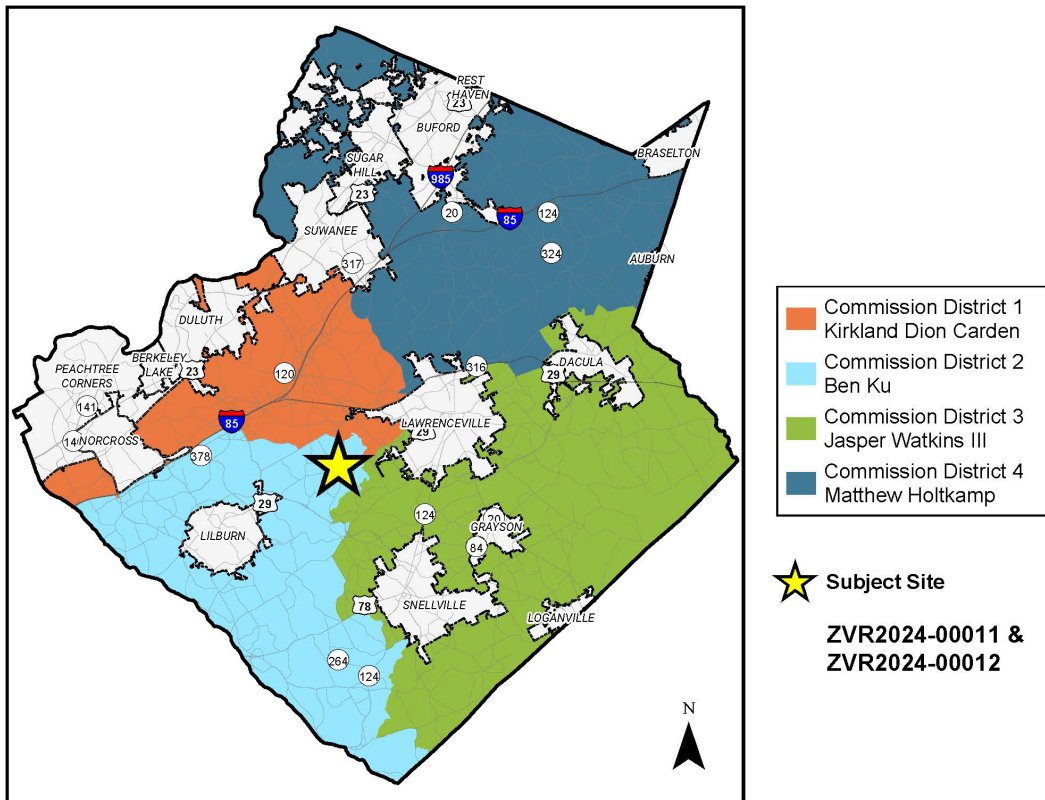 REST
HAVEN
23
BUFORD
BRASELTON
SUGAR
HILL
985
23
20
85
124
SUWANEE
324
AUBURN
317
DULUTH
BERKELEY
LAKE
23
PEACHTREE
CORNERS
120
316
DACULA
29
141
85
LAWRENCEVILLE
29
14
NORCROSS
378
29
LILBURN
124
20
GRAYSON
84
78
SNELLVILLE
LOGANVILLE
264
124
N
Commission District 1
Kirkland Dion Carden
Commission District 2
Ben Ku
Commission District 3
Jasper Watkins III
Commission District 4
Matthew Holtkamp
Subject Site
ZVR2024-00011 &
ZVR2024-00012